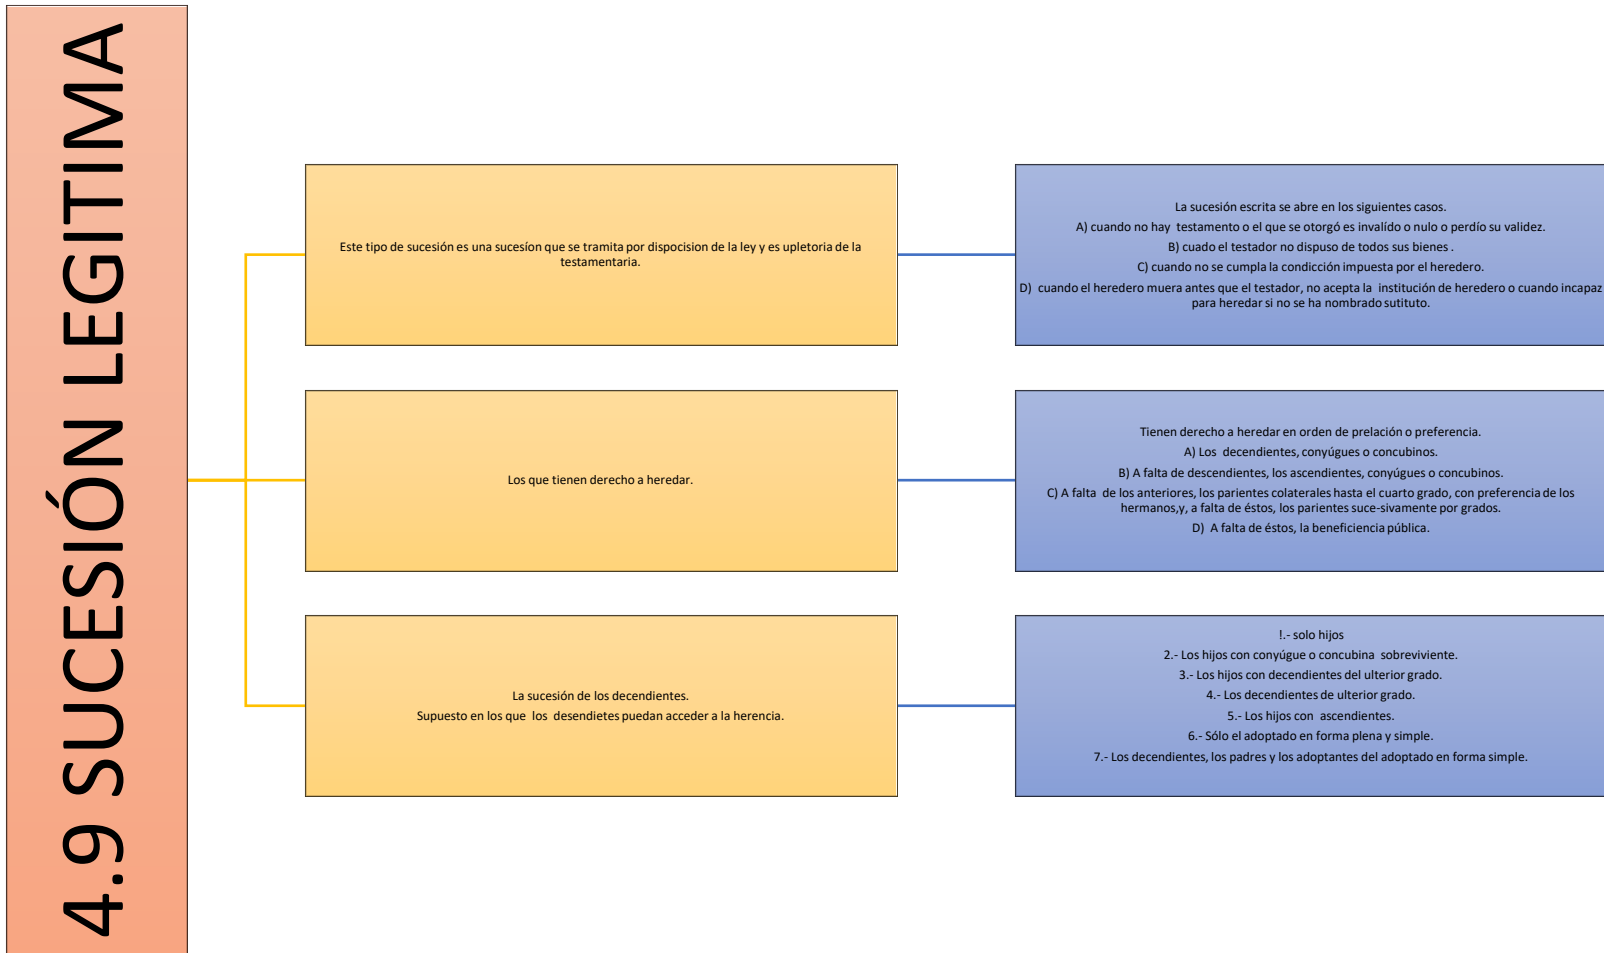 4.9 SUCESIÓN LEGITIMA
Este tipo de sucesión es una sucesíon que se tramita por dispocision de la ley y es upletoria de la
testamentaria.
La sucesión escrita se abre en los siguientes casos.
A) cuando no hay testamento o el que se otorgó es invalído o nulo o perdío su validez.
B) cuado el testador no dispuso de todos sus bienes .
C) cuando no se cumpla la condicción impuesta por el heredero.
D) cuando el heredero muera antes que el testador, no acepta la institución de heredero o cuando incapaz
para heredar si no se ha nombrado sutituto.
Los que tienen derecho a heredar.
Tienen derecho a heredar en orden de prelación o preferencia.
A) Los decendientes, conyúgues o concubinos.
B) A falta de descendientes, los ascendientes, conyúgues o concubinos.
C) A falta de los anteriores, los parientes colaterales hasta el cuarto grado, con preferencia de los
hermanos,y, a falta de éstos, los parientes suce-sivamente por grados.
D) A falta de éstos, la beneficiencia pública.
La sucesión de los decendientes.
Supuesto en los que los desendietes puedan acceder a la herencia.
!.- solo hijos
2.- Los hijos con conyúgue o concubina sobreviviente.
3.- Los hijos con decendientes del ulterior grado.
4.- Los decendientes de ulterior grado.
5.- Los hijos con ascendientes.
6.- Sólo el adoptado en forma plena y simple.
7.- Los decendientes, los padres y los adoptantes del adoptado en forma simple.